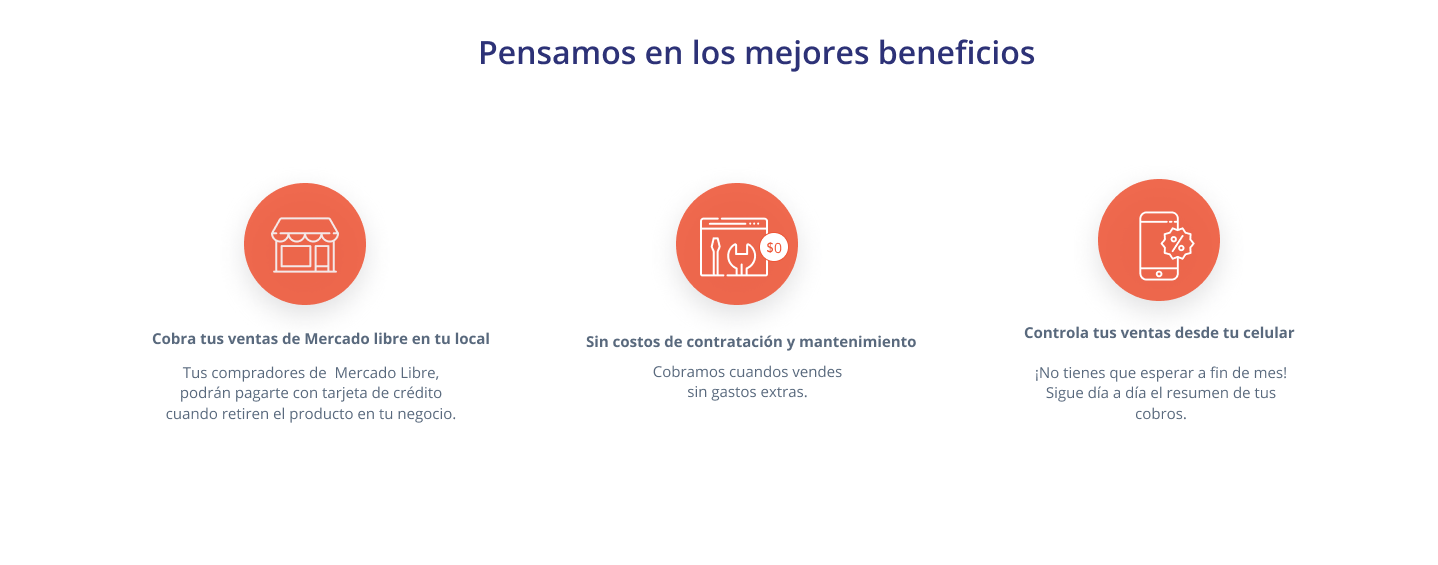 Pensamos en los mejores beneficios
$0
%
Cobra tus ventas de Mercado libre en tu local
Tus compradores de  Mercado Libre,
podrán pagarte con tarjeta de crédito
cuando retiren el producto en tu negocio.
Sin costos de contratación y mantenimiento
Cobramos cuandos vendes
sin gastos extras.
Controla tus ventas desde tu celular
¡No tienes que esperar a fin de mes!
Sigue día a día el resumen de tus
cobros.